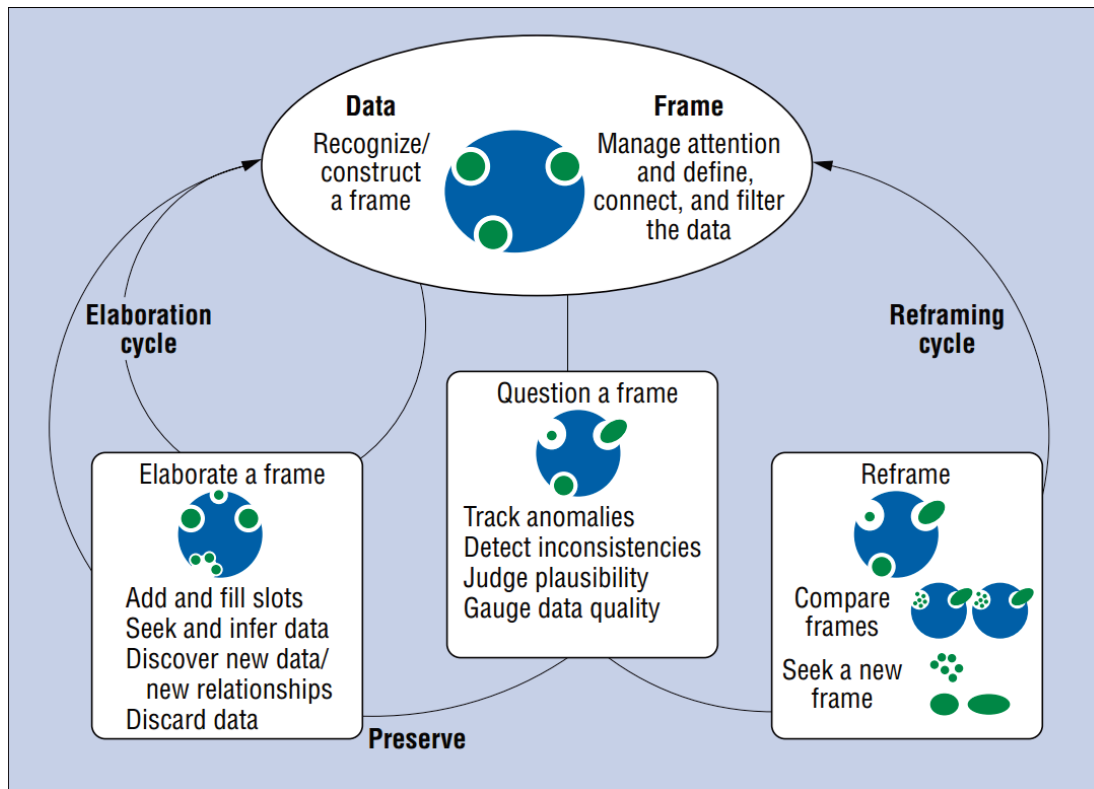 Data
Recognize/
construct
a frame
Frame
Manage attention
and define,
connect, and filter
the data
Elaboration
cycle
Reframing
cycle
Elaborate a frame
Add and fill slots
Seek and infer data
Discover new data/
new relationships
Discard data
Question a frame
Track anomalies
Detect inconsistencies
Judge plausibility
Gauge data quality
Reframe
Compare
frames
Seek a new
frame
Preserve